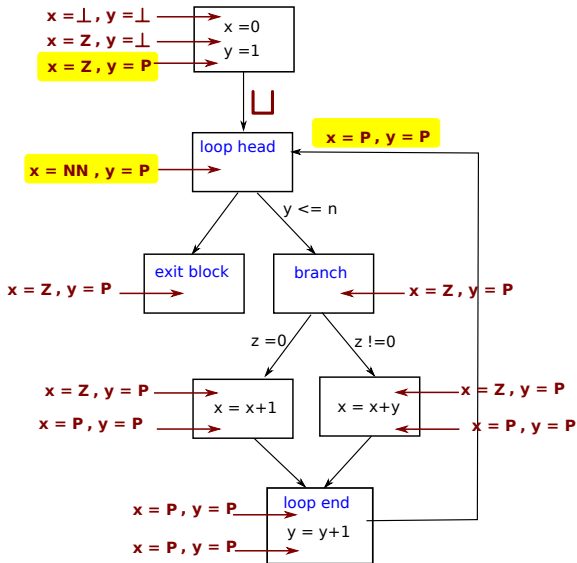 x = ⊥ , y = ⊥
x = 0
x = Z , y = ⊥
y = 1
x = Z , y = P
⊔
x = P , y = P
loop head
x = NN , y = P
y <= n
exit block
branch
x = Z , y = P
x = Z , y = P
z =0
z !=0
x = Z , y = P
x = Z , y = P
x = x+1
x = x+y
x = P , y = P
x = P , y = P
loop end
x = P , y = P
y = y+1
x = P , y = P